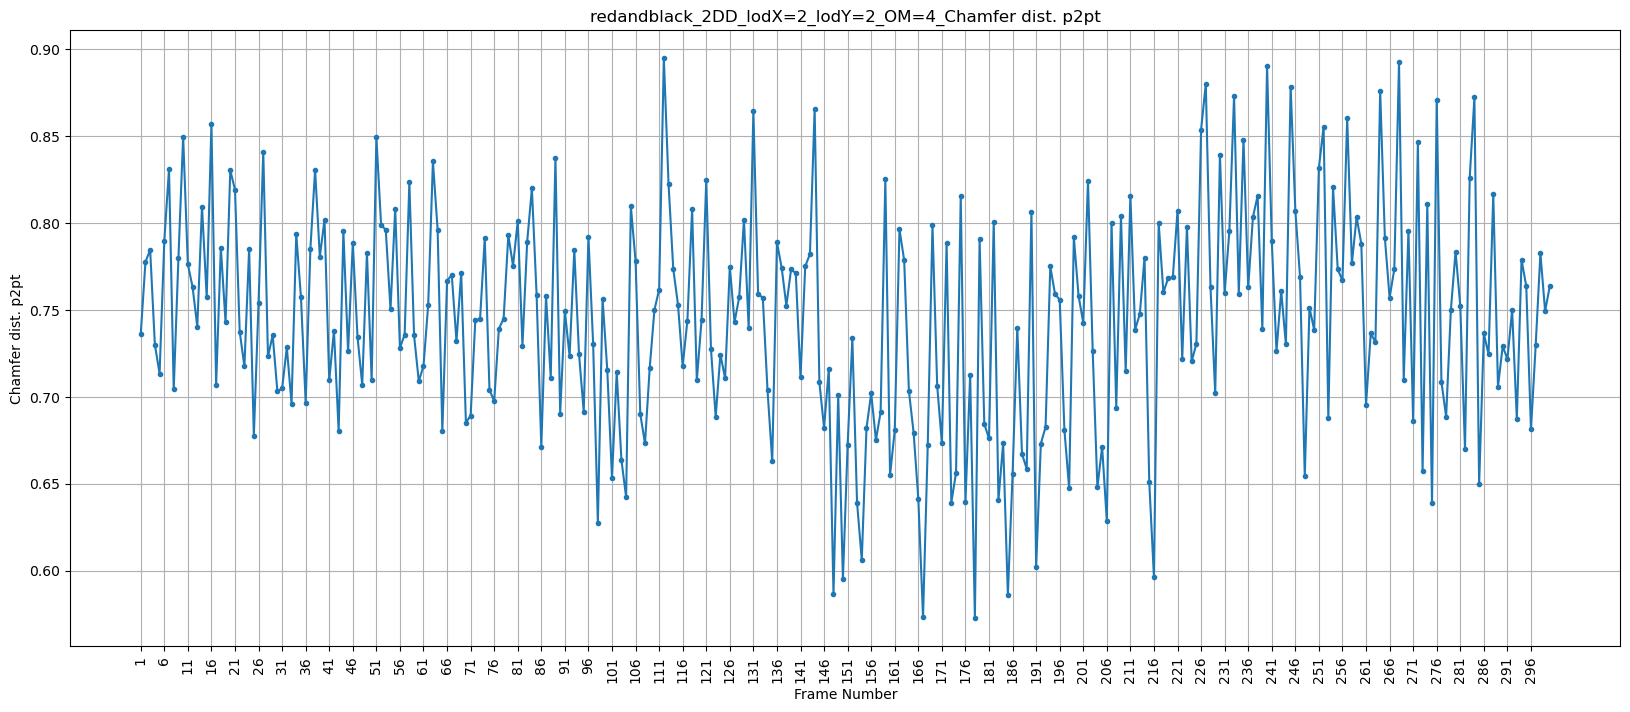 redandblack_2DD_lodX=2_lodY=2_OM=4_Chamfer dist. p2pt
0.90
0.85
0.80
0.75
0.70
0.65
0.60
Chamfer dist. p2pt
1 6 11 16 21 26 31 36 41 46 51 56 61 66 71 76 81 86 91 96 101 106 111 116 121 126 131 136 141 146 151 156 161 166 171 176 181 186 191 196 201 206 211 216 221 226 231 236 241 246 251 256 261 266 271 276 281 286 291 296
Frame Number